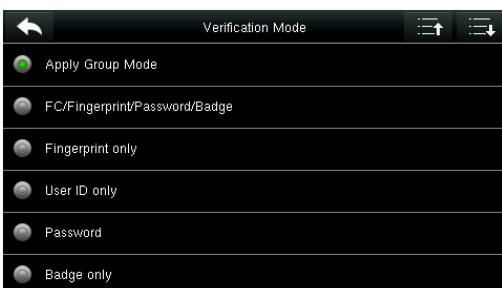 Verification Mode
Apply Group Mode
FC/Fingerprint/Password/Badge
Fingerprint only
User ID only
Password
Badge only